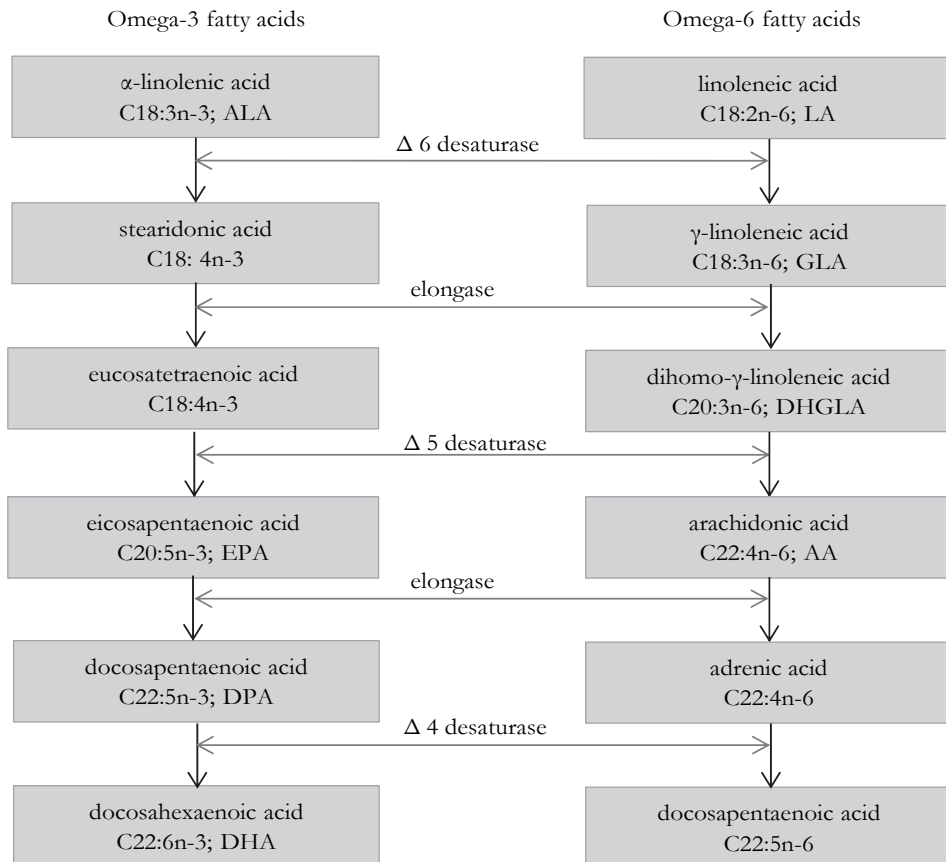 Omega-3 fatty acids
Omega-6 fatty acids
α-linolenic acid
C18:3n-3; ALA
linoleneic acid
C18:2n-6; LA
Δ 6 desaturase
stearidonic acid
C18: 4n-3
γ-linoleneic acid
C18:3n-6; GLA
elongase
eucosatetraenoic acid
C18:4n-3
dihomo-γ-linoleneic acid
C20:3n-6; DHGLA
Δ 5 desaturase
eicosapentaenoic acid
C20:5n-3; EPA
arachidonic acid
C22:4n-6; AA
elongase
docosapentaenoic acid
C22:5n-3; DPA
adrenic acid
C22:4n-6
Δ 4 desaturase
docosahexaenoic acid
C22:6n-3; DHA
docosapentaenoic acid
C22:5n-6